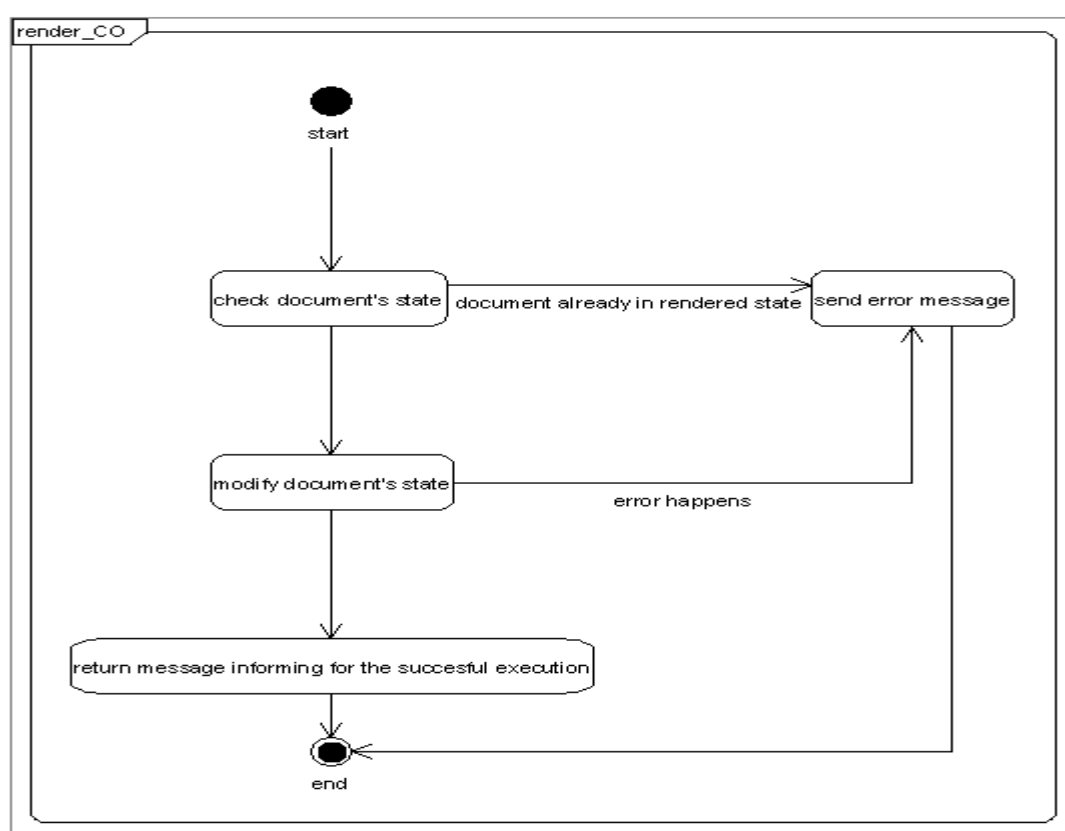 render_CO
start
check document's state
document already in rendered state
send error message
modify document's state
error happens
return message informing for the succesful execution
end